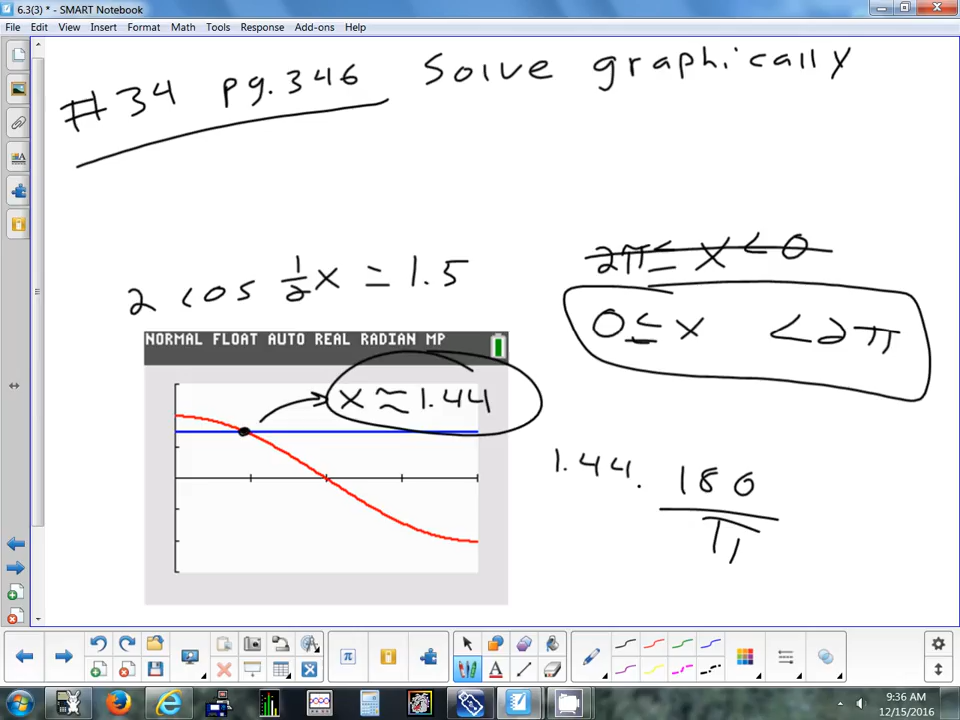 6.3(3) * - SMART Notebook
File Edit View Insert Format Math Tools Response Add-ons Help
#34 pg.346 Solve graphically
2π ≤ x < 0
2 cos 1/2 x = 1.5
0 ≤ x < 2π
NORMAL FLOAT AUTO REAL RADIAN MP
x ≈ 1.44
1.44 . 180/π
π
A
9:36 AM
12/15/2016